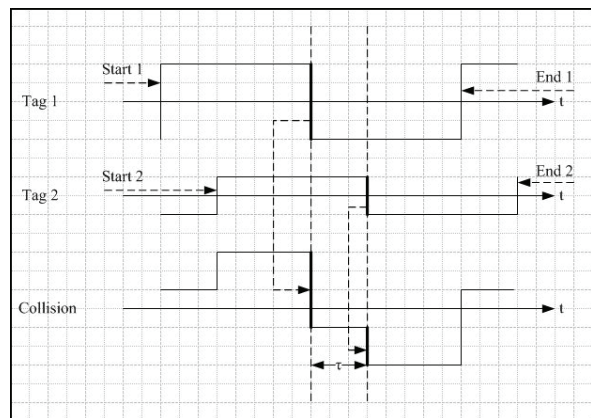 Start 1
End 1
Tag 1
t
Start 2
End 2
Tag 2
t
Collision
t
τ